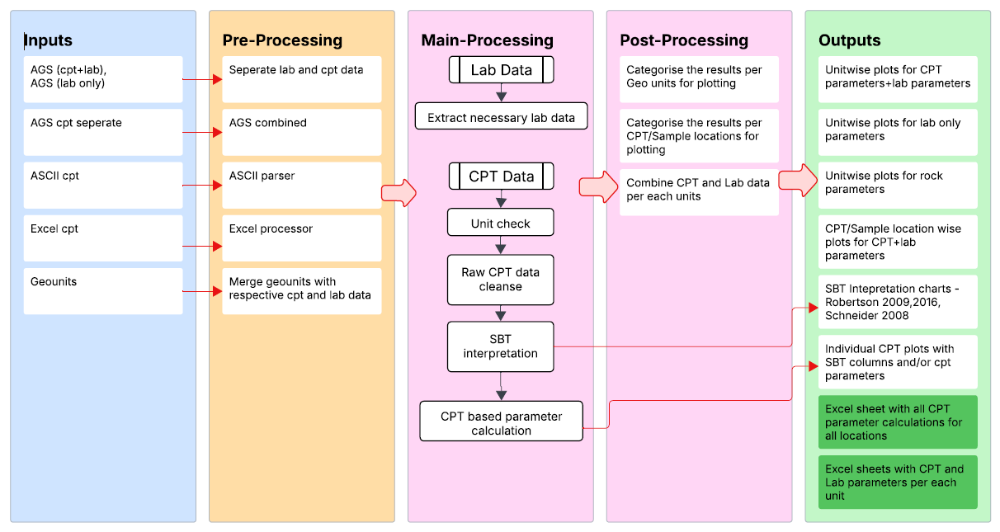 Inputs
AGS (cpt+lab),
AGS (lab only)
AGS cpt seperate
ASCII cpt
Excel cpt
Geounits
Pre-Processing
Seperate lab and cpt data
AGS combined
ASCII parser
Excel processor
Merge geounits with
respective cpt and lab data
Main-Processing
Lab Data
Extract necessary lab data
CPT Data
Unit check
Raw CPT data
cleanse
SBT
interpretation
CPT based parameter
calculation
Post-Processing
Categorise the results per
Geo units for plotting
Categorise the results per
CPT/Sample locations for
plotting
Combine CPT and Lab data
per each units
Outputs
Unitwise plots for CPT
parameters+lab parameters
Unitwise plots for lab only
parameters
Unitwise plots for rock
parameters
CPT/Sample location wise
plots for CPT+lab
parameters
SBT Intepretation charts -
Robertson 2009,2016,
Schneider 2008
Individual CPT plots with
SBT columns and/or cpt
parameters
Excel sheet with all CPT
parameter calculations for
all locations
Excel sheets with CPT and
Lab parameters per each
unit